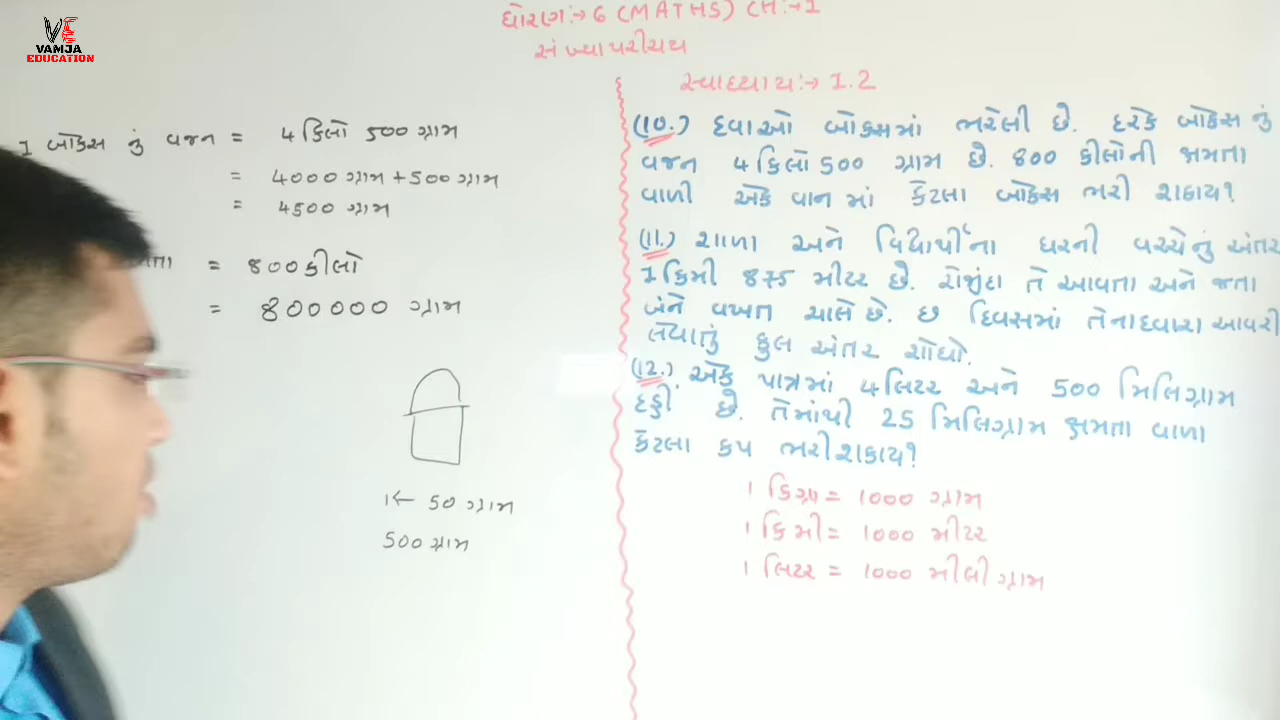 VAMJA
EDUCATION
ધોરણ:→ 6 (MATHS) CH:→1
સંખ્યા પરીચય
સ્વાધ્યાય:→ 1.2
1 બોક્સ નું વજન = 4 કિલો 500 ગ્રામ
= 4000 ગ્રામ + 500 ગ્રામ
= 4500 ગ્રામ
= 800 કીલો
= 800000 ગ્રામ
1← 50 ગ્રામ
500 ગ્રામ
(10.) દવાઓ બોક્સમાં ભરેલી છે. દરેક બોક્સ નું
વજન 4 કિલો 500 ગ્રામ છે. 800 કીલોની ક્ષમતા
વાળી એક વાન માં કેટલા બોક્સ ભરી શકાય?
(11.) શાળા અને વિદ્યાર્થીના ઘરની વચ્ચેનું અંતર
1 કિમી 875 મીટર છે. રોજીંદા તે આવતા અને જતા
બંને વખત ચાલે છે. છ દિવસમાં તેના દ્વારા આવરી
લેવાતું કુલ અંતર શોધો.
(12.) એક પાત્રમાં 4 લિટર અને 500 મિલિગ્રામ
દહી છે. તેમાંથી 25 મિલિગ્રામ ક્ષમતા વાળા
કેટલા કપ ભરી શકાય?
1 કિગ્રા = 1000 ગ્રામ
1 કિમી = 1000 મીટર
1 લિટર = 1000 મીલી ગ્રામ